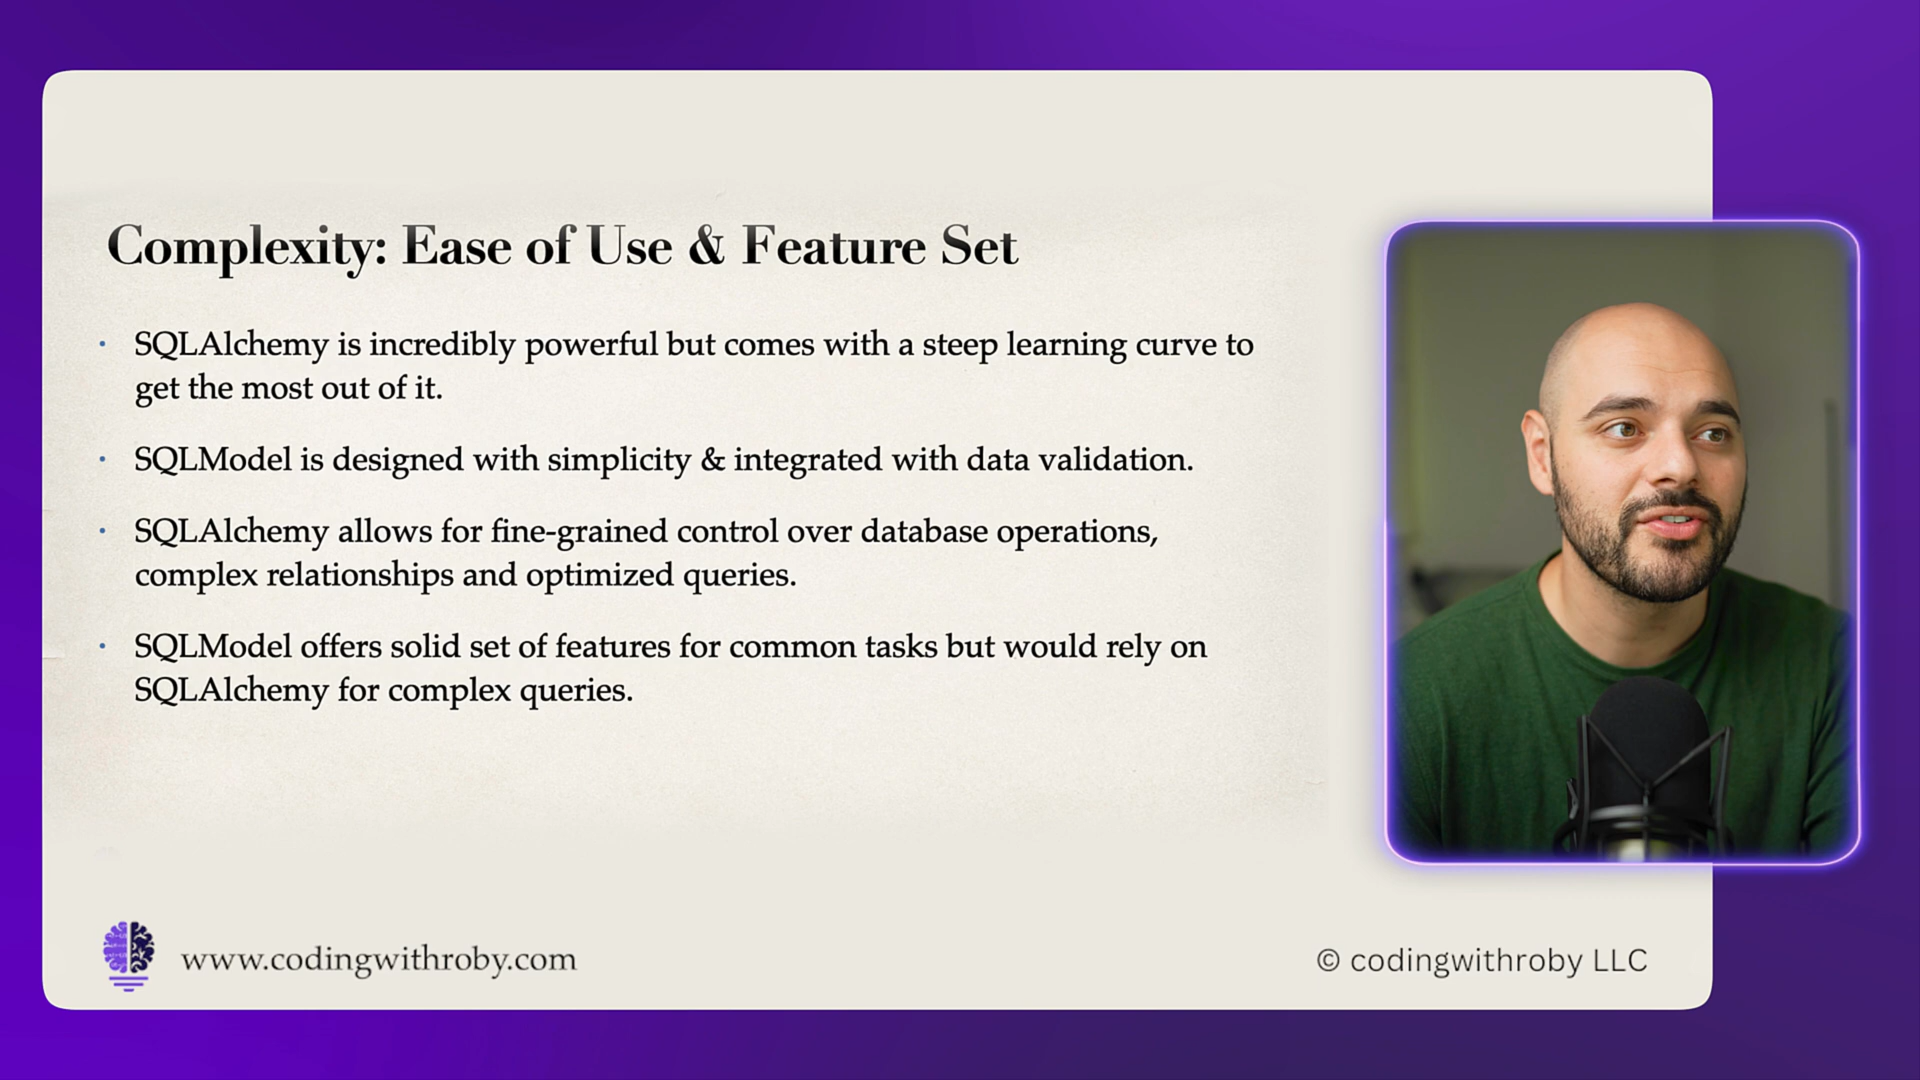 Complexity: Ease of Use & Feature Set
· SQLAlchemy is incredibly powerful but comes with a steep learning curve to
get the most out of it.
· SQLModel is designed with simplicity & integrated with data validation.
· SQLAlchemy allows for fine-grained control over database operations,
complex relationships and optimized queries.
· SQLModel offers solid set of features for common tasks but would rely on
SQLAlchemy for complex queries.
www.codingwithroby.com
© codingwithroby LLC